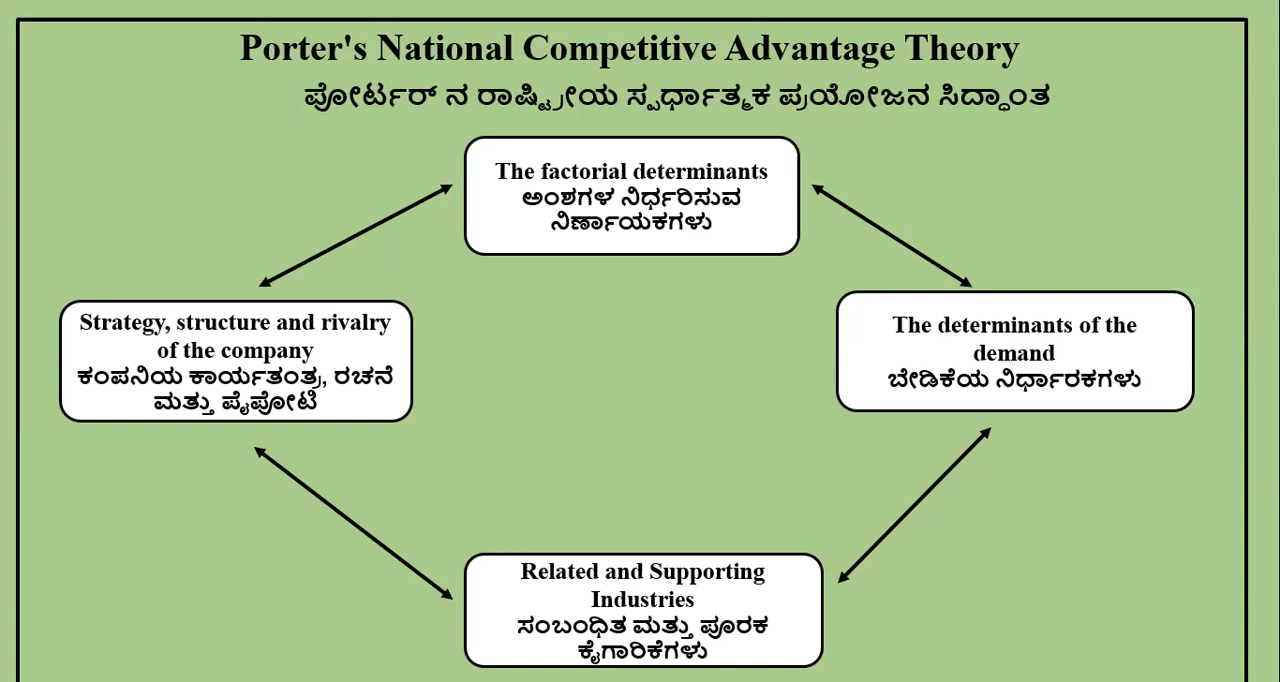 Porter's National Competitive Advantage Theory
ಪೋರ್ಟರ್ ನ ರಾಷ್ಟ್ರೀಯ ಸ್ಪರ್ಧಾತ್ಮಕ ಪ್ರಯೋಜನ ಸಿದ್ಧಾಂತ
The factorial determinants
ಅಂಶಗಳ ನಿರ್ಧರಿಸುವ
ನಿರ್ಣಾಯಕಗಳು
Strategy, structure and rivalry
of the company
ಕಂಪನಿಯ ಕಾರ್ಯತಂತ್ರ, ರಚನೆ
ಮತ್ತು ಪೈಪೋಟಿ
The determinants of the
demand
ಬೇಡಿಕೆಯ ನಿರ್ಧಾರಕಗಳು
Related and Supporting
Industries
ಸಂಬಂಧಿತ ಮತ್ತು ಪೂರಕ
ಕೈಗಾರಿಕೆಗಳು